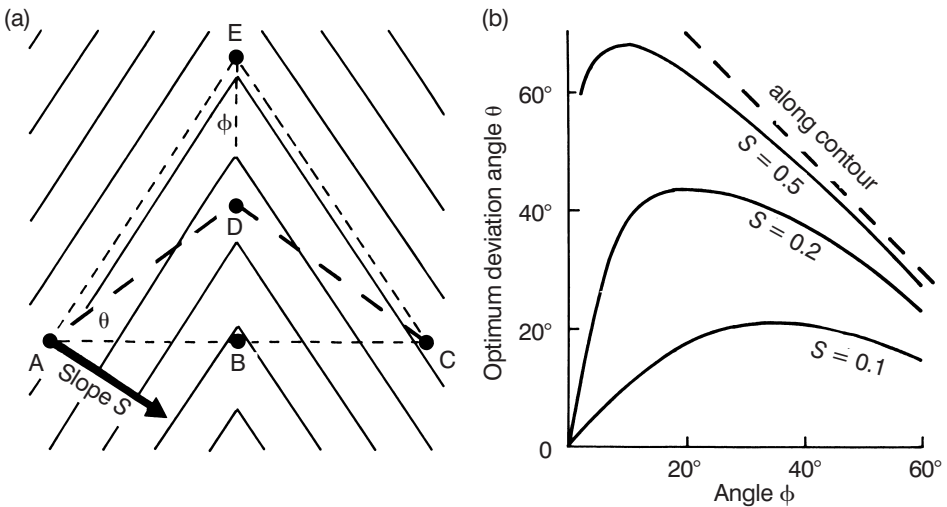 (a)
E
ϕ
D
θ
A
B
C
Slope S
(b)
Optimum deviation angle θ
60°
40°
20°
0
along contour
S = 0.5
S = 0.2
S = 0.1
20°
40°
60°
Angle ϕ